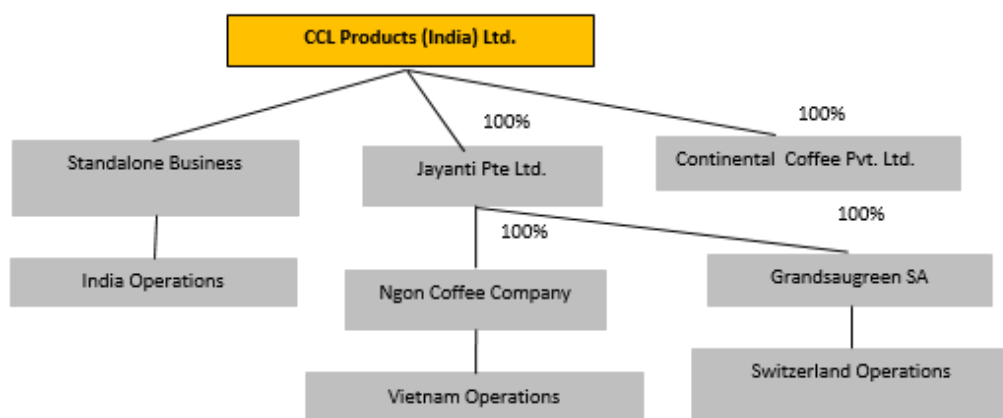 CCL Products (India) Ltd.
100%
100%
Standalone Business
Jayanti Pte Ltd.
Continental Coffee Pvt. Ltd.
100%
100%
India Operations
Ngon Coffee Company
Grandsaugreen SA
Vietnam Operations
Switzerland Operations